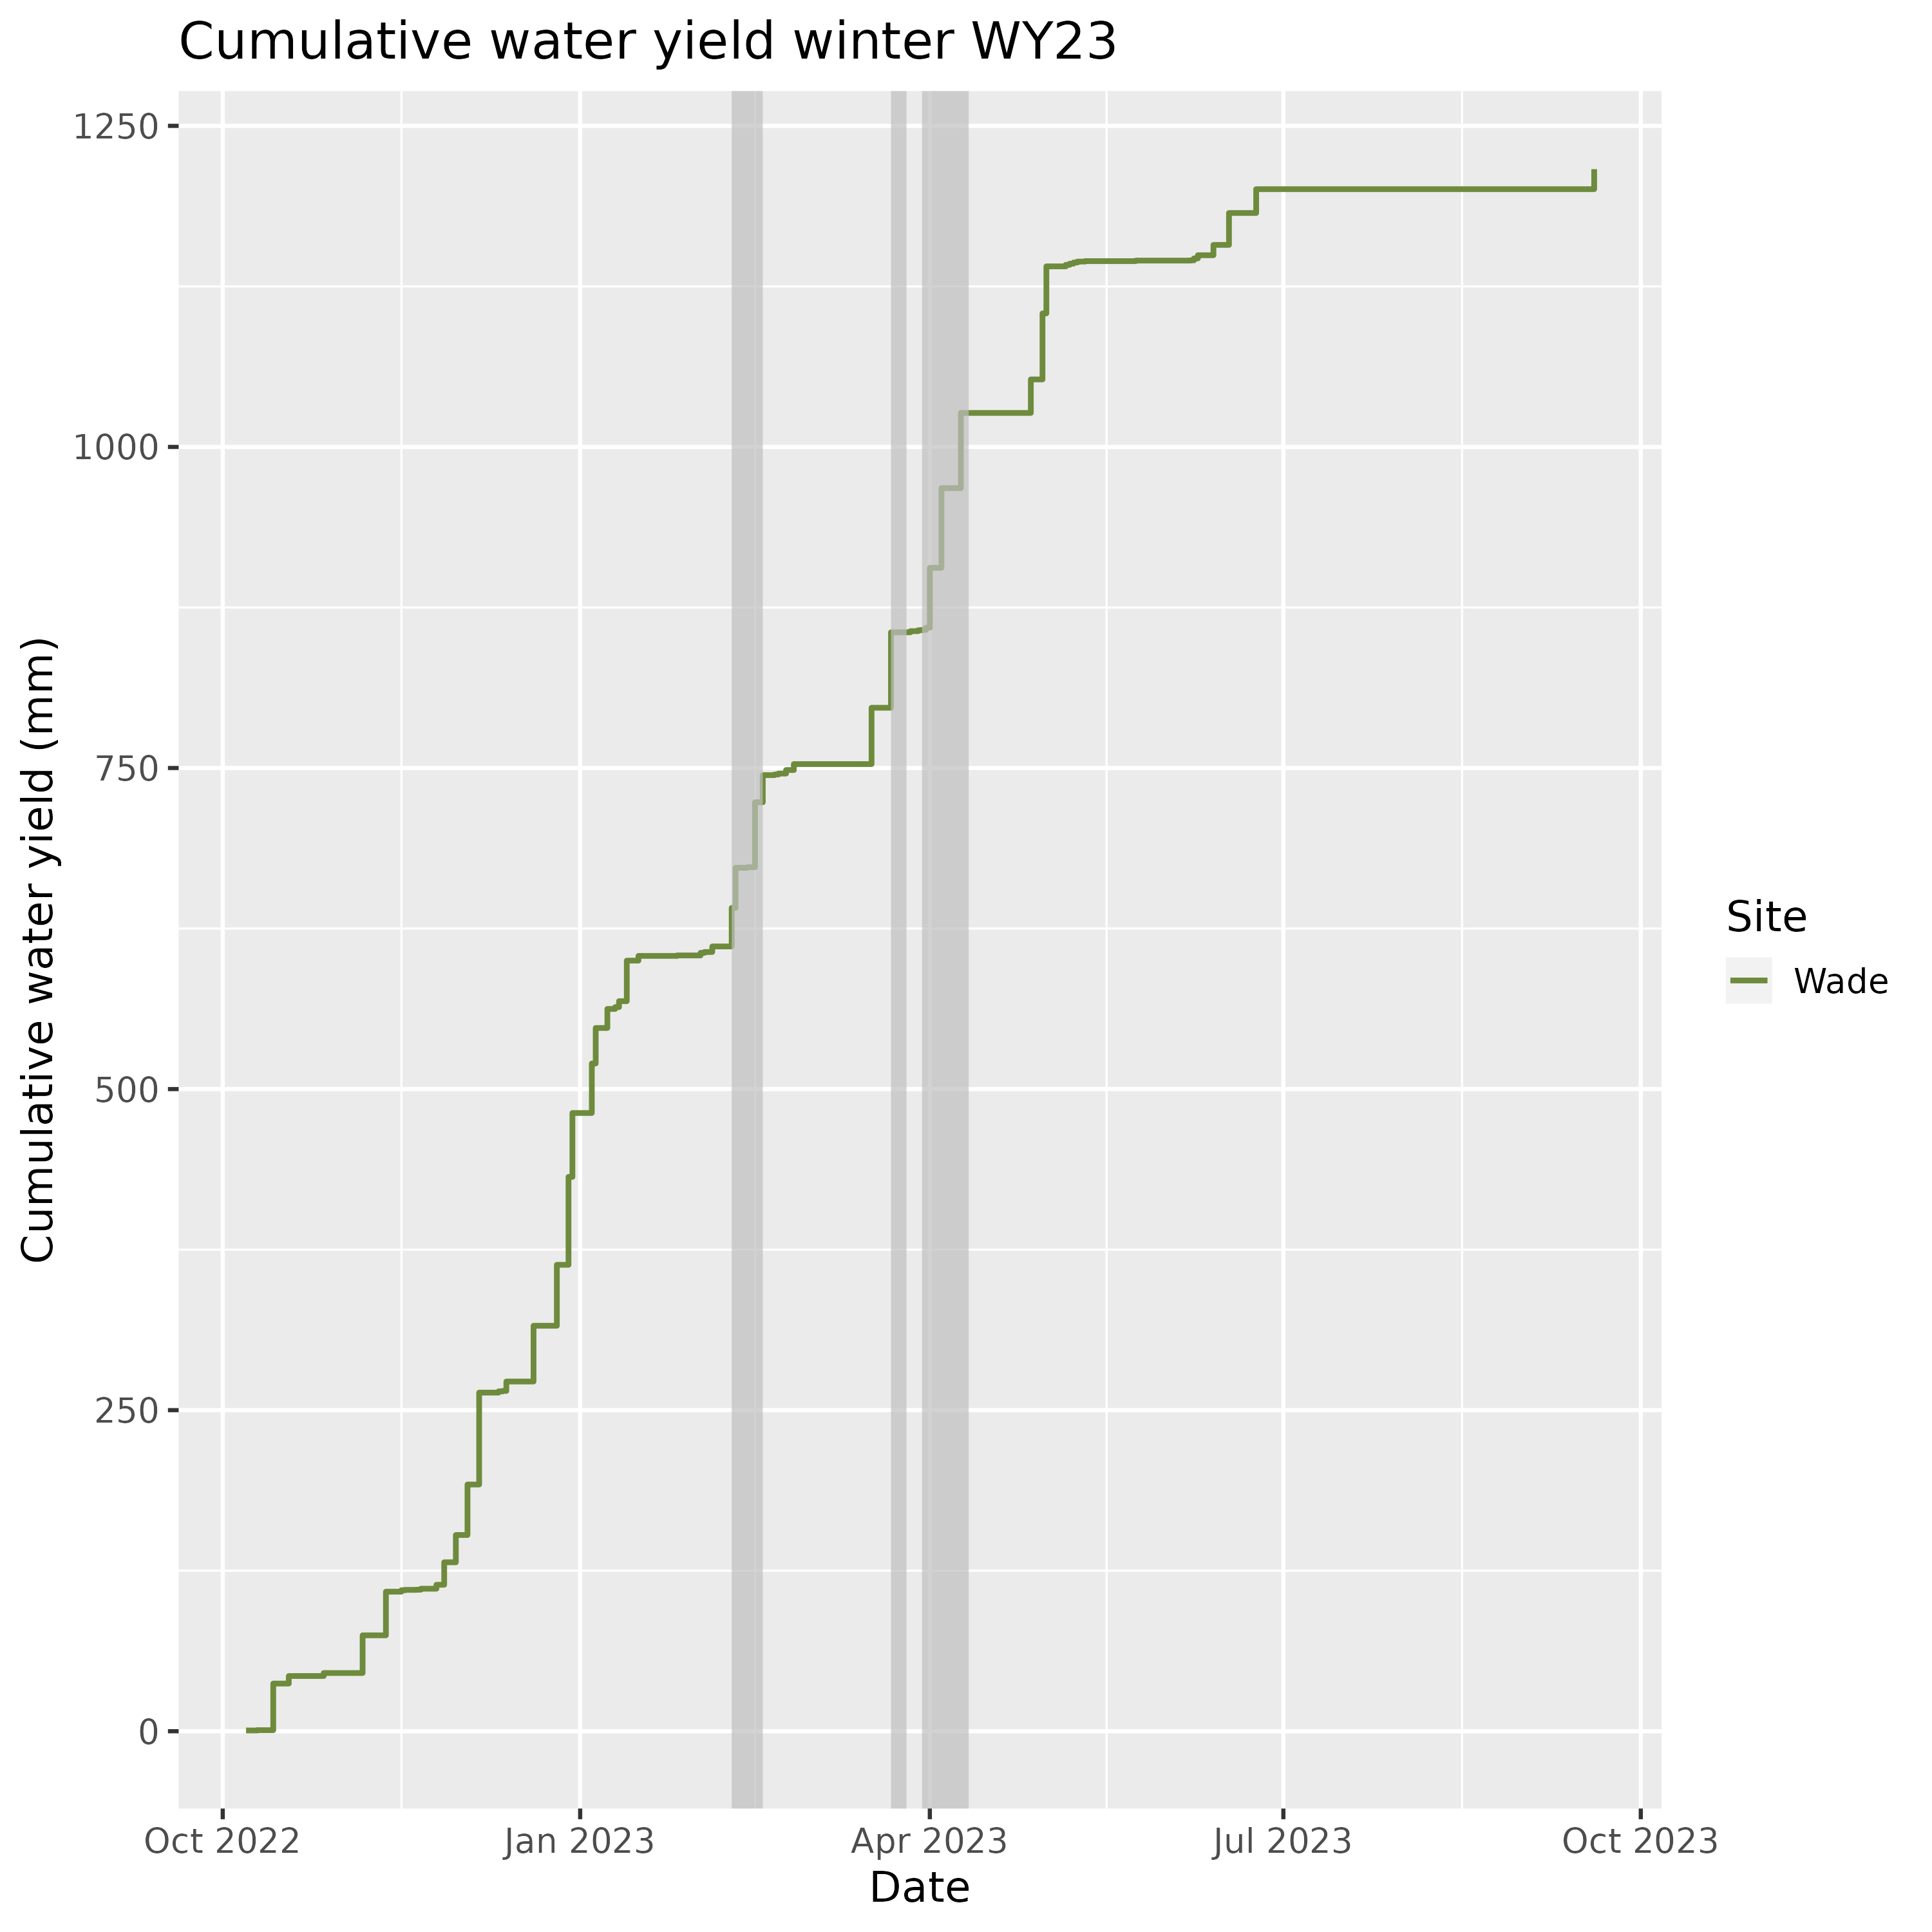 Cumulative water yield winter WY23
Cumulative water yield (mm)
1250
1000
750
500
250
0
Oct 2022
Jan 2023
Apr 2023
Jul 2023
Oct 2023
Date
Site
Wade